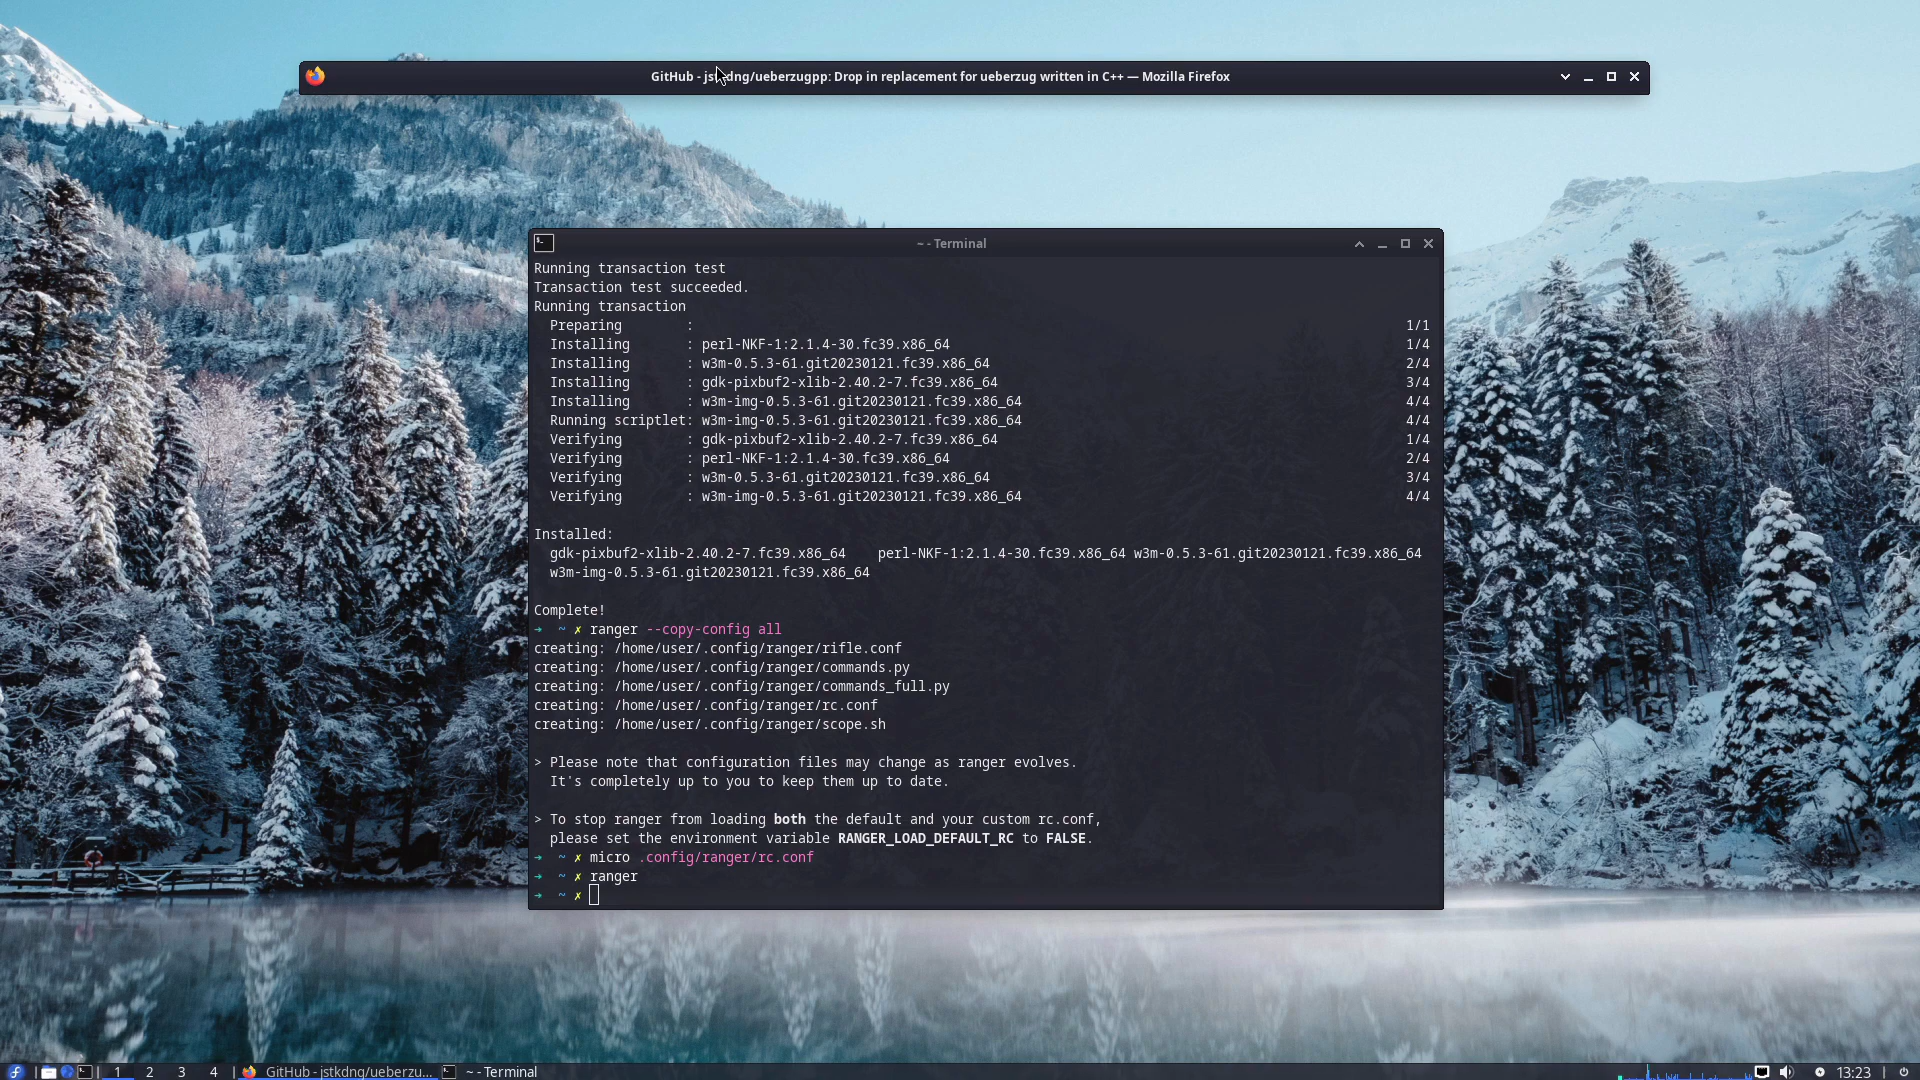 GitHub - jstkdng/ueberzugpp: Drop in replacement for ueberzug written in C++ — Mozilla Firefox
~ - Terminal
Running transaction test
Transaction test succeeded.
Running transaction
Preparing        :                                                                                          1/1
Installing       : perl-NKF-1:2.1.4-30.fc39.x86_64                                                         1/4
Installing       : w3m-0.5.3-61.git20230121.fc39.x86_64                                                    2/4
Installing       : gdk-pixbuf2-xlib-2.40.2-7.fc39.x86_64                                                   3/4
Installing       : w3m-img-0.5.3-61.git20230121.fc39.x86_64                                                4/4
Running scriptlet: w3m-img-0.5.3-61.git20230121.fc39.x86_64                                                4/4
Verifying        : gdk-pixbuf2-xlib-2.40.2-7.fc39.x86_64                                                   1/4
Verifying        : perl-NKF-1:2.1.4-30.fc39.x86_64                                                         2/4
Verifying        : w3m-0.5.3-61.git20230121.fc39.x86_64                                                    3/4
Verifying        : w3m-img-0.5.3-61.git20230121.fc39.x86_64                                                4/4
Installed:
gdk-pixbuf2-xlib-2.40.2-7.fc39.x86_64    perl-NKF-1:2.1.4-30.fc39.x86_64 w3m-0.5.3-61.git20230121.fc39.x86_64
w3m-img-0.5.3-61.git20230121.fc39.x86_64
Complete!
➜  ~ ✗ ranger --copy-config all
creating: /home/user/.config/ranger/rifle.conf
creating: /home/user/.config/ranger/commands.py
creating: /home/user/.config/ranger/commands_full.py
creating: /home/user/.config/ranger/rc.conf
creating: /home/user/.config/ranger/scope.sh
> Please note that configuration files may change as ranger evolves.
It's completely up to you to keep them up to date.
> To stop ranger from loading both the default and your custom rc.conf,
please set the environment variable RANGER_LOAD_DEFAULT_RC to FALSE.
➜  ~ ✗ micro .config/ranger/rc.conf
➜  ~ ✗ ranger
➜  ~ ✗
1 2 3 4 GitHub - jstkdng/ueberzu... ~ - Terminal 13:23